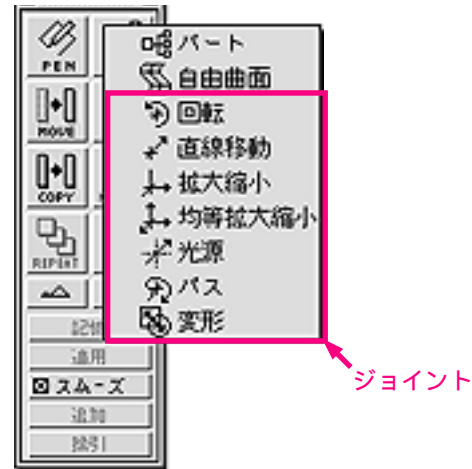 PEN
パート
自由曲面
MOVE
回転
直線移動
COPY
拡大縮小
均等拡大縮小
REPEAT
光源
パス
変形
適用
スムーズ
ジョイント
追加